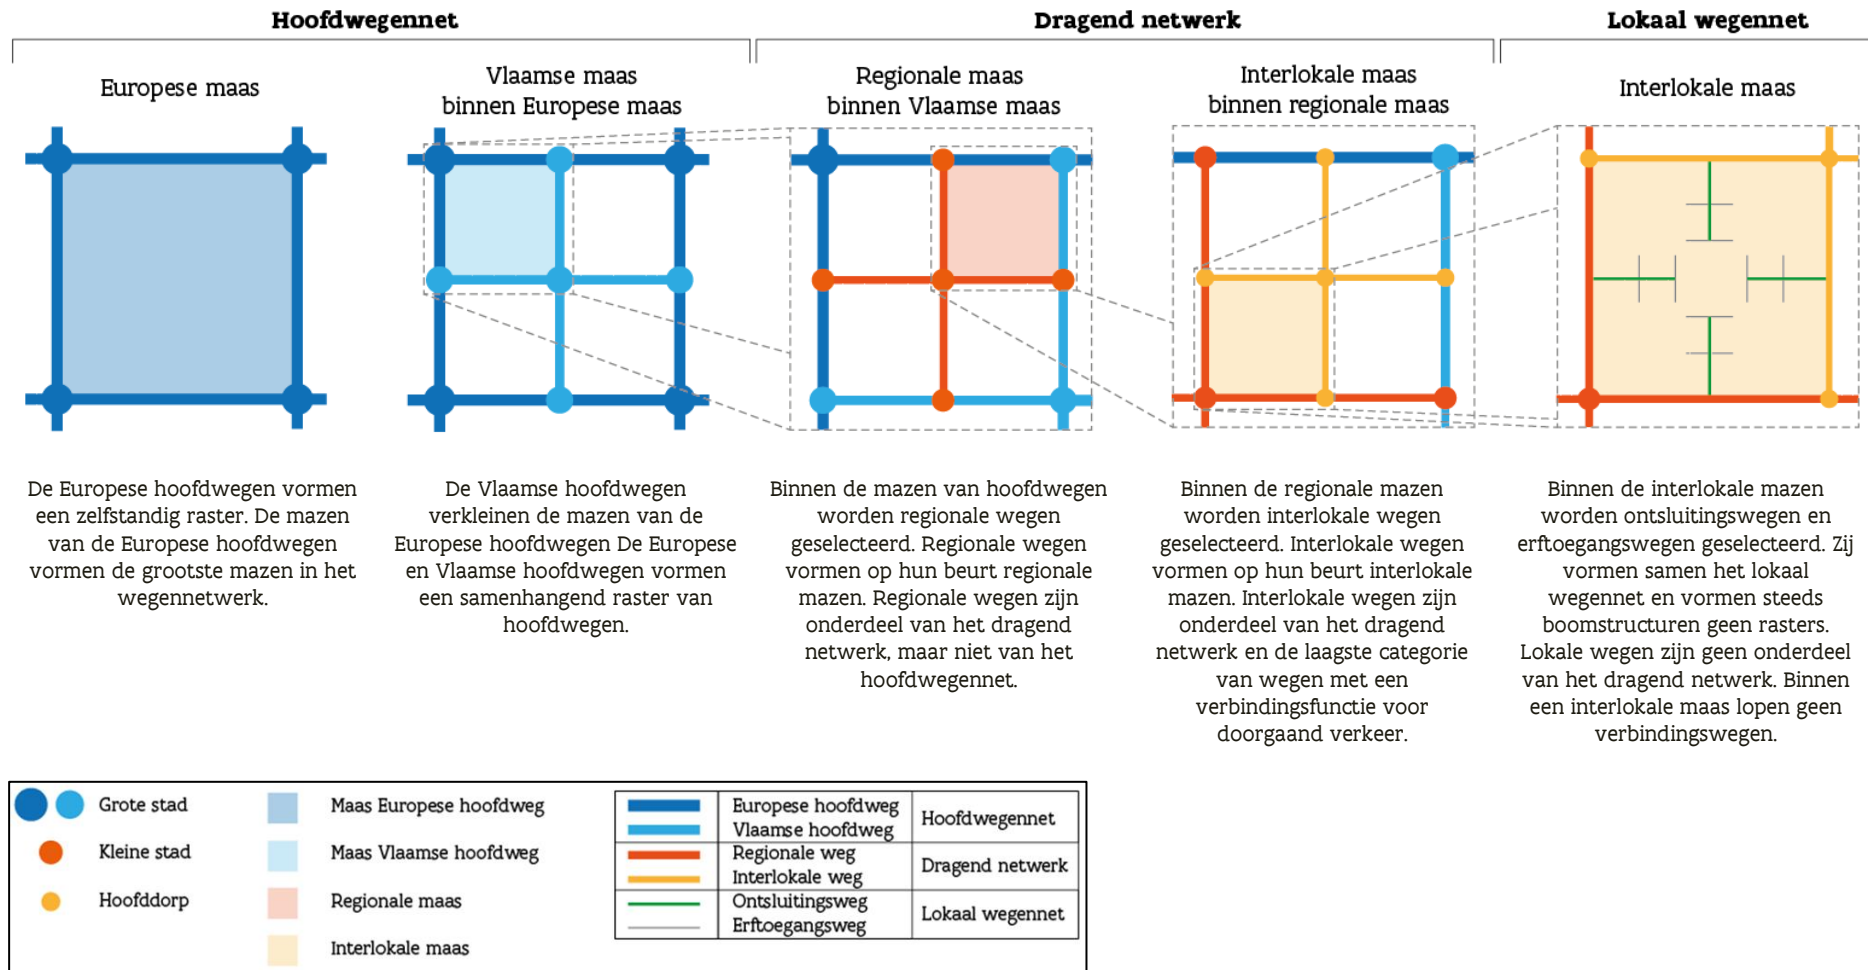 Hoofdwegennet
Dragend netwerk
Lokaal wegennet
Europese maas
Vlaamse maas
binnen Europese maas
Regionale maas
binnen Vlaamse maas
Interlokale maas
binnen regionale maas
Interlokale maas
De Europese hoofdwegen vormen
een zelfstandig raster. De mazen
van de Europese hoofdwegen
vormen de grootste mazen in het
wegennetwerk.
De Vlaamse hoofdwegen
verkleinen de mazen van de
Europese hoofdwegen De Europese
en Vlaamse hoofdwegen vormen
een samenhangend raster van
hoofdwegen.
Binnen de mazen van hoofdwegen
worden regionale wegen
geselecteerd. Regionale wegen
vormen op hun beurt regionale
mazen. Regionale wegen zijn
onderdeel van het dragend
netwerk, maar niet van het
hoofdwegennet.
Binnen de regionale mazen
worden interlokale wegen
geselecteerd. Interlokale wegen
vormen op hun beurt interlokale
mazen. Interlokale wegen zijn
onderdeel van het dragend
netwerk en de laagste categorie
van wegen met een
verbindingsfunctie voor
doorgaand verkeer.
Binnen de interlokale mazen
worden ontsluitingswegen en
erftoegangswegen geselecteerd. Zij
vormen samen het lokaal
wegennet en vormen steeds
boomstructuren geen rasters.
Lokale wegen zijn geen onderdeel
van het dragend netwerk. Binnen
een interlokale maas lopen geen
verbindingswegen.
Grote stad
Kleine stad
Hoofddorp
Maas Europese hoofdweg
Maas Vlaamse hoofdweg
Regionale maas
Interlokale maas
Europese hoofdweg
Vlaamse hoofdweg
Hoofdwegennet
Regionale weg
Interlokale weg
Dragend netwerk
Ontsluitingsweg
Erftoegangsweg
Lokaal wegennet